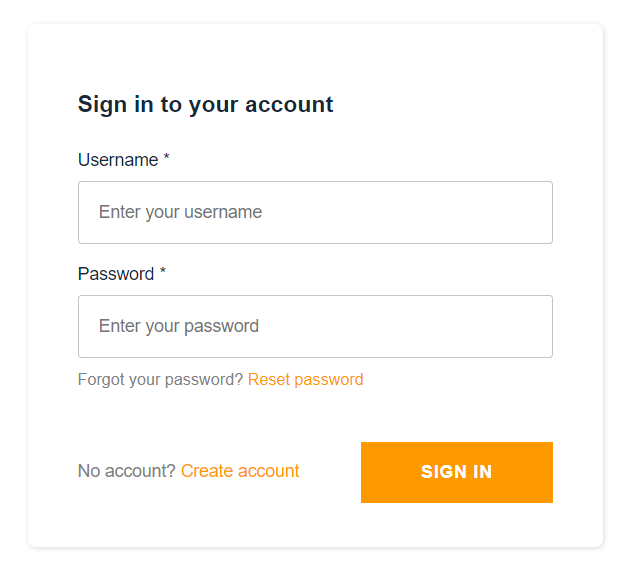 Sign in to your account
Username *
Enter your username
Password *
Enter your password
Forgot your password? Reset password
No account? Create account
SIGN IN